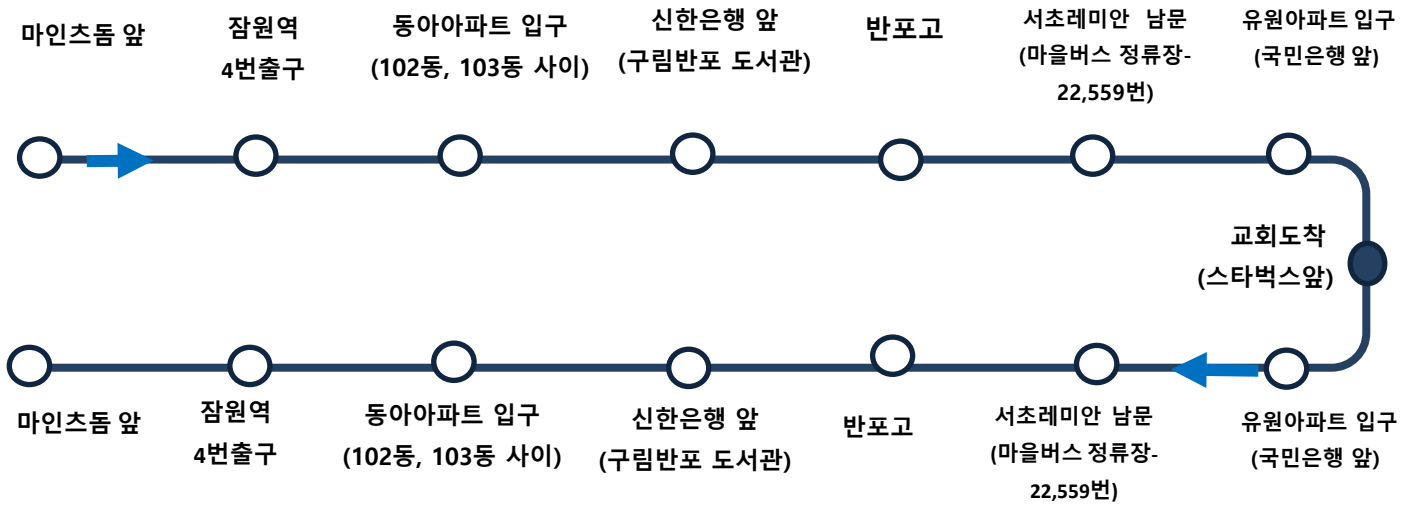 마인츠돔 앞
잠원역
4번출구
동아아파트 입구
(102동, 103동 사이)
신한은행 앞
(구림반포 도서관)
반포고
서초레미안 남문
(마을버스 정류장-
22,559번)
유원아파트 입구
(국민은행 앞)
교회도착
(스타벅스앞)
마인츠돔 앞
잠원역
4번출구
동아아파트 입구
(102동, 103동 사이)
신한은행 앞
(구림반포 도서관)
반포고
서초레미안 남문
(마을버스 정류장-
22,559번)
유원아파트 입구
(국민은행 앞)